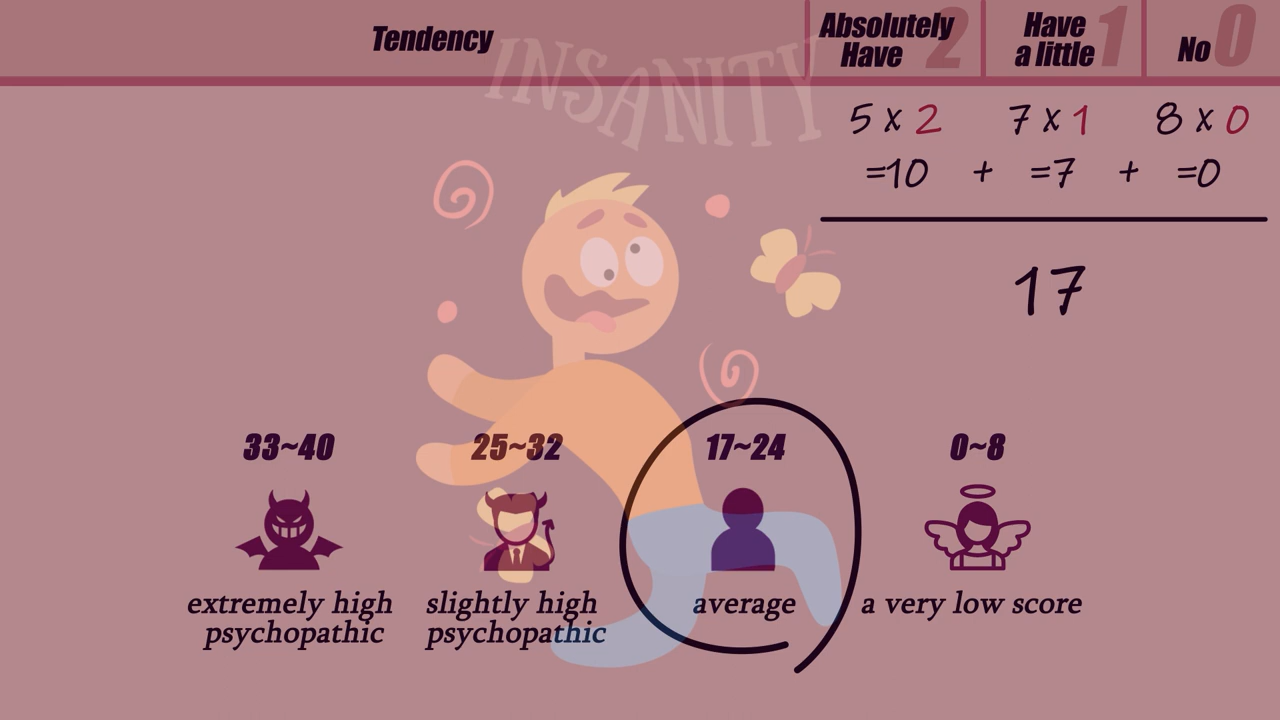 Tendency
Absolutely
Have 2
Have
a little 1
No 0
INSANITY
5 x 2 7 x 1 8 x 0
=10 + =7 + =0
17
33~40 25~32 17~24 0~8
extremely high
psychopathic
slightly high
psychopathic
average
a very low score